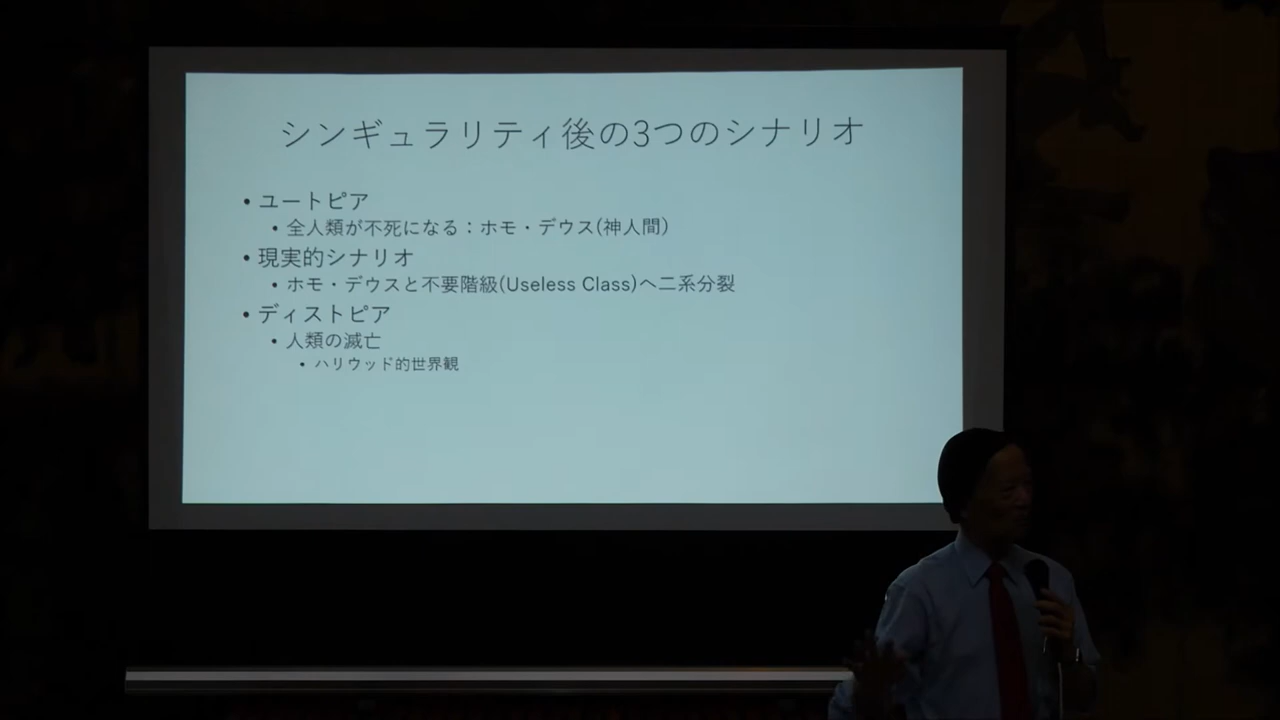 シンギュラリティ後の3つのシナリオ
• ユートピア
• 全人類が不死になる：ホモ・デウス(神人間)
• 現実的シナリオ
• ホモ・デウスと不要階級(Useless Class)へ二系分裂
• ディストピア
• 人類の滅亡
• ハリウッド的世界観